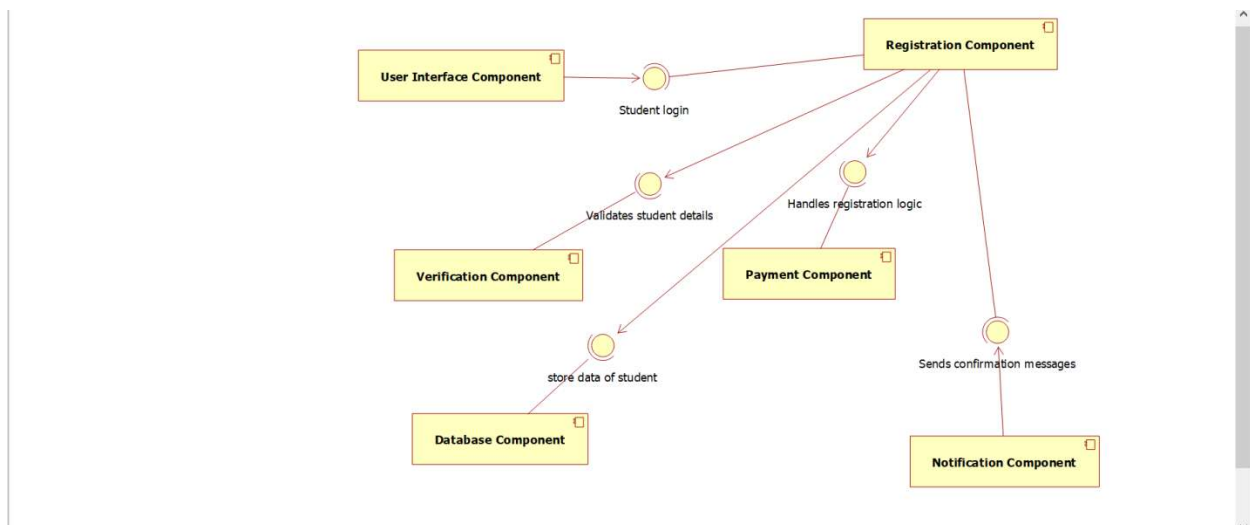 Registration Component
User Interface Component
Student login
Validates student details
Handles registration logic
Verification Component
Payment Component
store data of student
Sends confirmation messages
Database Component
Notification Component